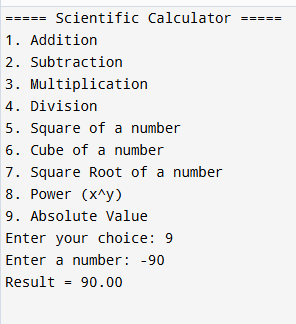 ===== Scientific Calculator =====
1. Addition
2. Subtraction
3. Multiplication
4. Division
5. Square of a number
6. Cube of a number
7. Square Root of a number
8. Power (x^y)
9. Absolute Value
Enter your choice: 9
Enter a number: -90
Result = 90.00